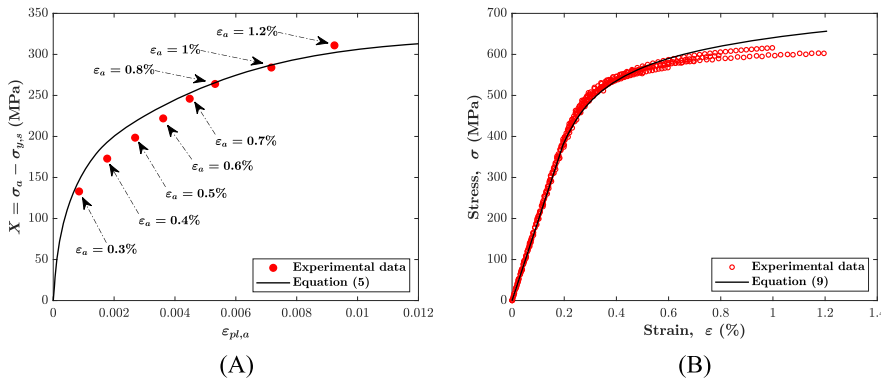 350
300
250
200
150
100
50
0
X = σa − σy,s (MPa)
εa = 1.2%
εa = 1%
εa = 0.8%
εa = 0.7%
εa = 0.6%
εa = 0.5%
εa = 0.4%
εa = 0.3%
Experimental data
Equation (5)
0 0.002 0.004 0.006 0.008 0.01 0.012
εpl,a
(A)
700
600
500
400
300
200
100
0
Stress, σ (MPa)
Experimental data
Equation (9)
0 0.2 0.4 0.6 0.8 1 1.2 1.4
Strain, ε (%)
(B)